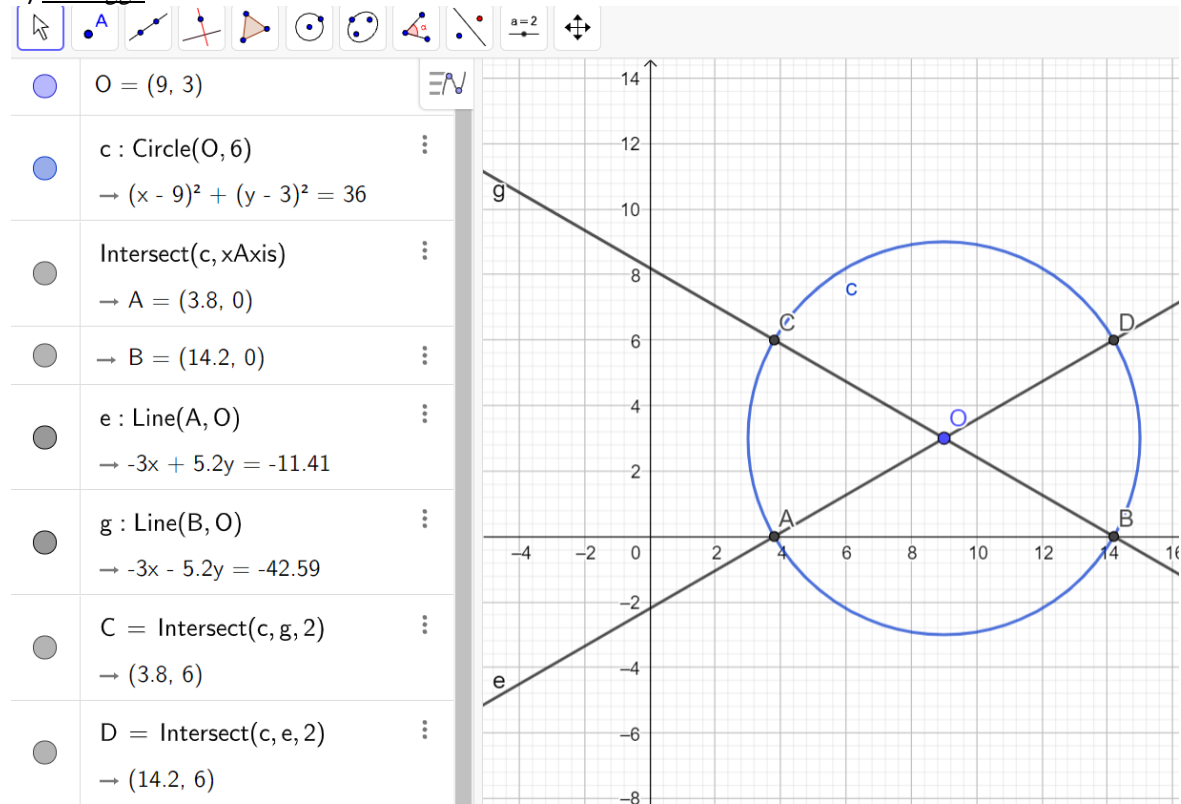 A
α
a = 2
O = (9, 3)
c : Circle(O, 6)
→ (x - 9)² + (y - 3)² = 36
Intersect(c, xAxis)
→ A = (3.8, 0)
→ B = (14.2, 0)
e : Line(A, O)
→ -3x + 5.2y = -11.41
g : Line(B, O)
→ -3x - 5.2y = -42.59
C = Intersect(c, g, 2)
→ (3.8, 6)
D = Intersect(c, e, 2)
→ (14.2, 6)
14
12
g
10
8
c
C
D
6
4
O
2
A
B
–4 –2 0 2 4 6 8 10 12 14 16
–2
–4
e
–6
–8